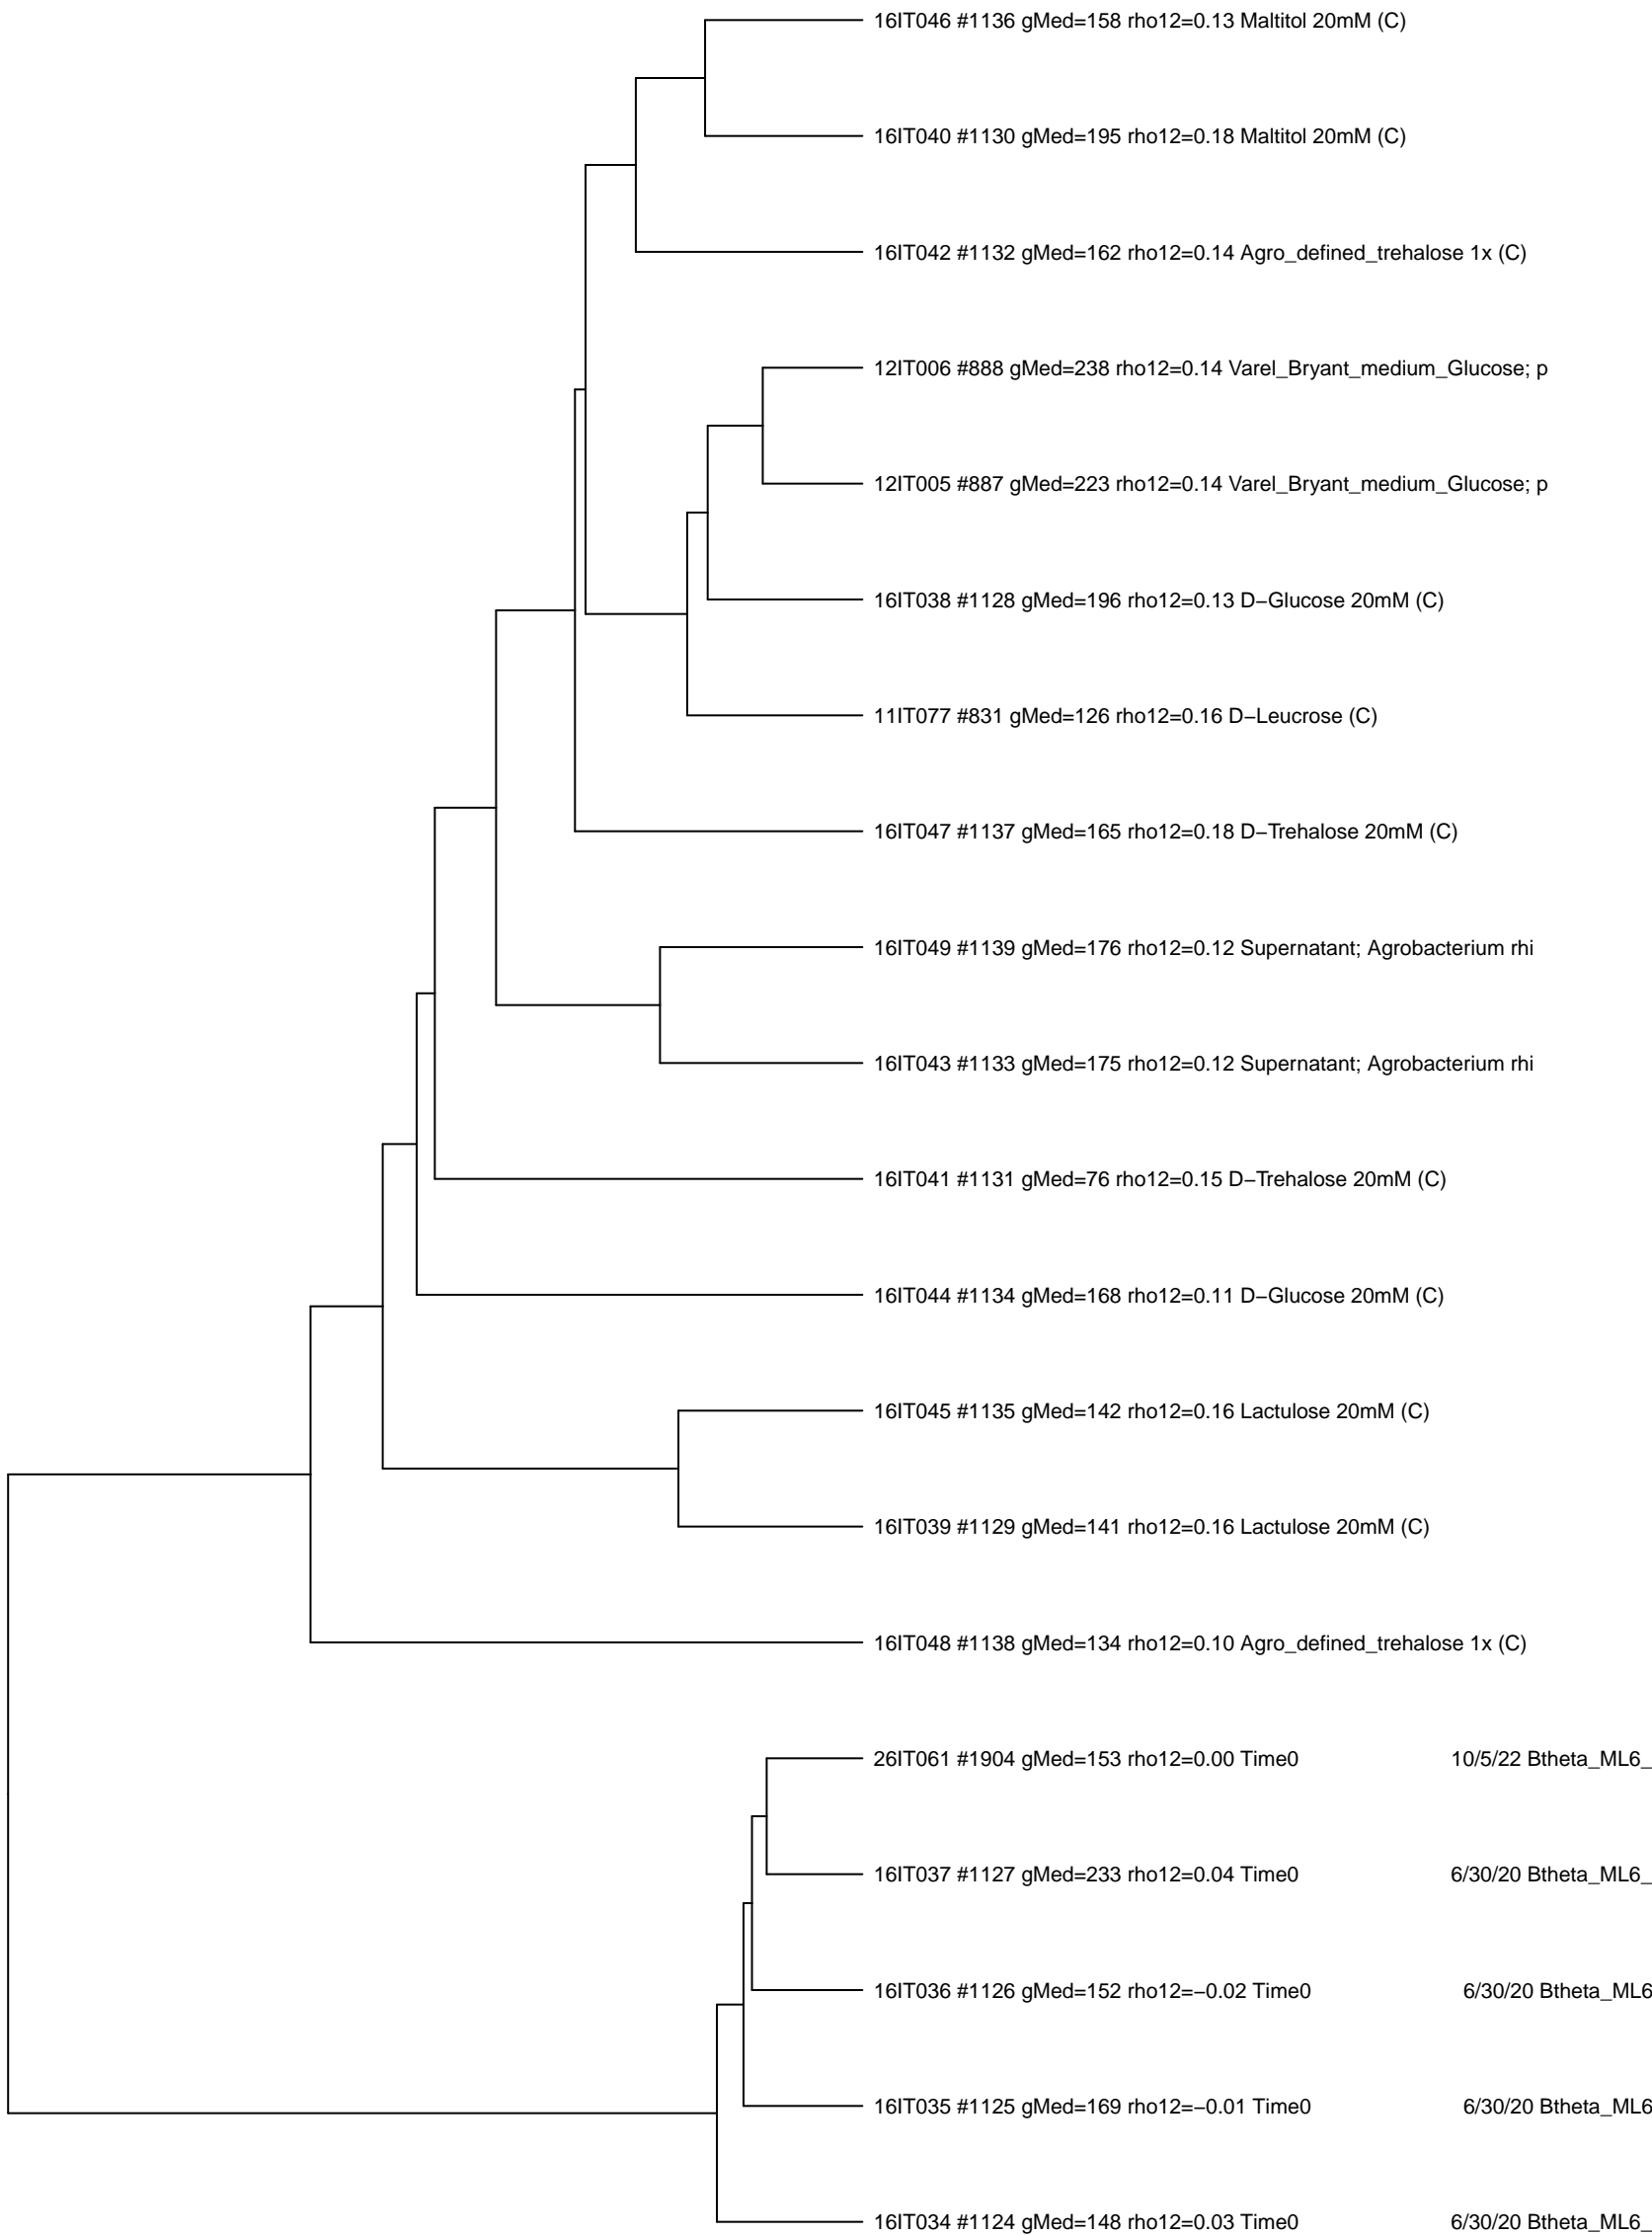 16IT046 #1136 gMed=158 rho12=0.13 Maltitol 20mM (C)
16IT040 #1130 gMed=195 rho12=0.18 Maltitol 20mM (C)
16IT042 #1132 gMed=162 rho12=0.14 Agro_defined_trehalose 1x (C)
12IT006 #888 gMed=238 rho12=0.14 Varel_Bryant_medium_Glucose; p
12IT005 #887 gMed=223 rho12=0.14 Varel_Bryant_medium_Glucose; p
16IT038 #1128 gMed=196 rho12=0.13 D−Glucose 20mM (C)
11IT077 #831 gMed=126 rho12=0.16 D−Leucrose (C)
16IT047 #1137 gMed=165 rho12=0.18 D−Trehalose 20mM (C)
16IT049 #1139 gMed=176 rho12=0.12 Supernatant; Agrobacterium rhi
16IT043 #1133 gMed=175 rho12=0.12 Supernatant; Agrobacterium rhi
16IT041 #1131 gMed=76 rho12=0.15 D−Trehalose 20mM (C)
16IT044 #1134 gMed=168 rho12=0.11 D−Glucose 20mM (C)
16IT045 #1135 gMed=142 rho12=0.16 Lactulose 20mM (C)
16IT039 #1129 gMed=141 rho12=0.16 Lactulose 20mM (C)
16IT048 #1138 gMed=134 rho12=0.10 Agro_defined_trehalose 1x (C)
26IT061 #1904 gMed=153 rho12=0.00 Time0 10/5/22 Btheta_ML6_
16IT037 #1127 gMed=233 rho12=0.04 Time0 6/30/20 Btheta_ML6_
16IT036 #1126 gMed=152 rho12=−0.02 Time0 6/30/20 Btheta_ML6
16IT035 #1125 gMed=169 rho12=−0.01 Time0 6/30/20 Btheta_ML6
16IT034 #1124 gMed=148 rho12=0.03 Time0 6/30/20 Btheta_ML6_